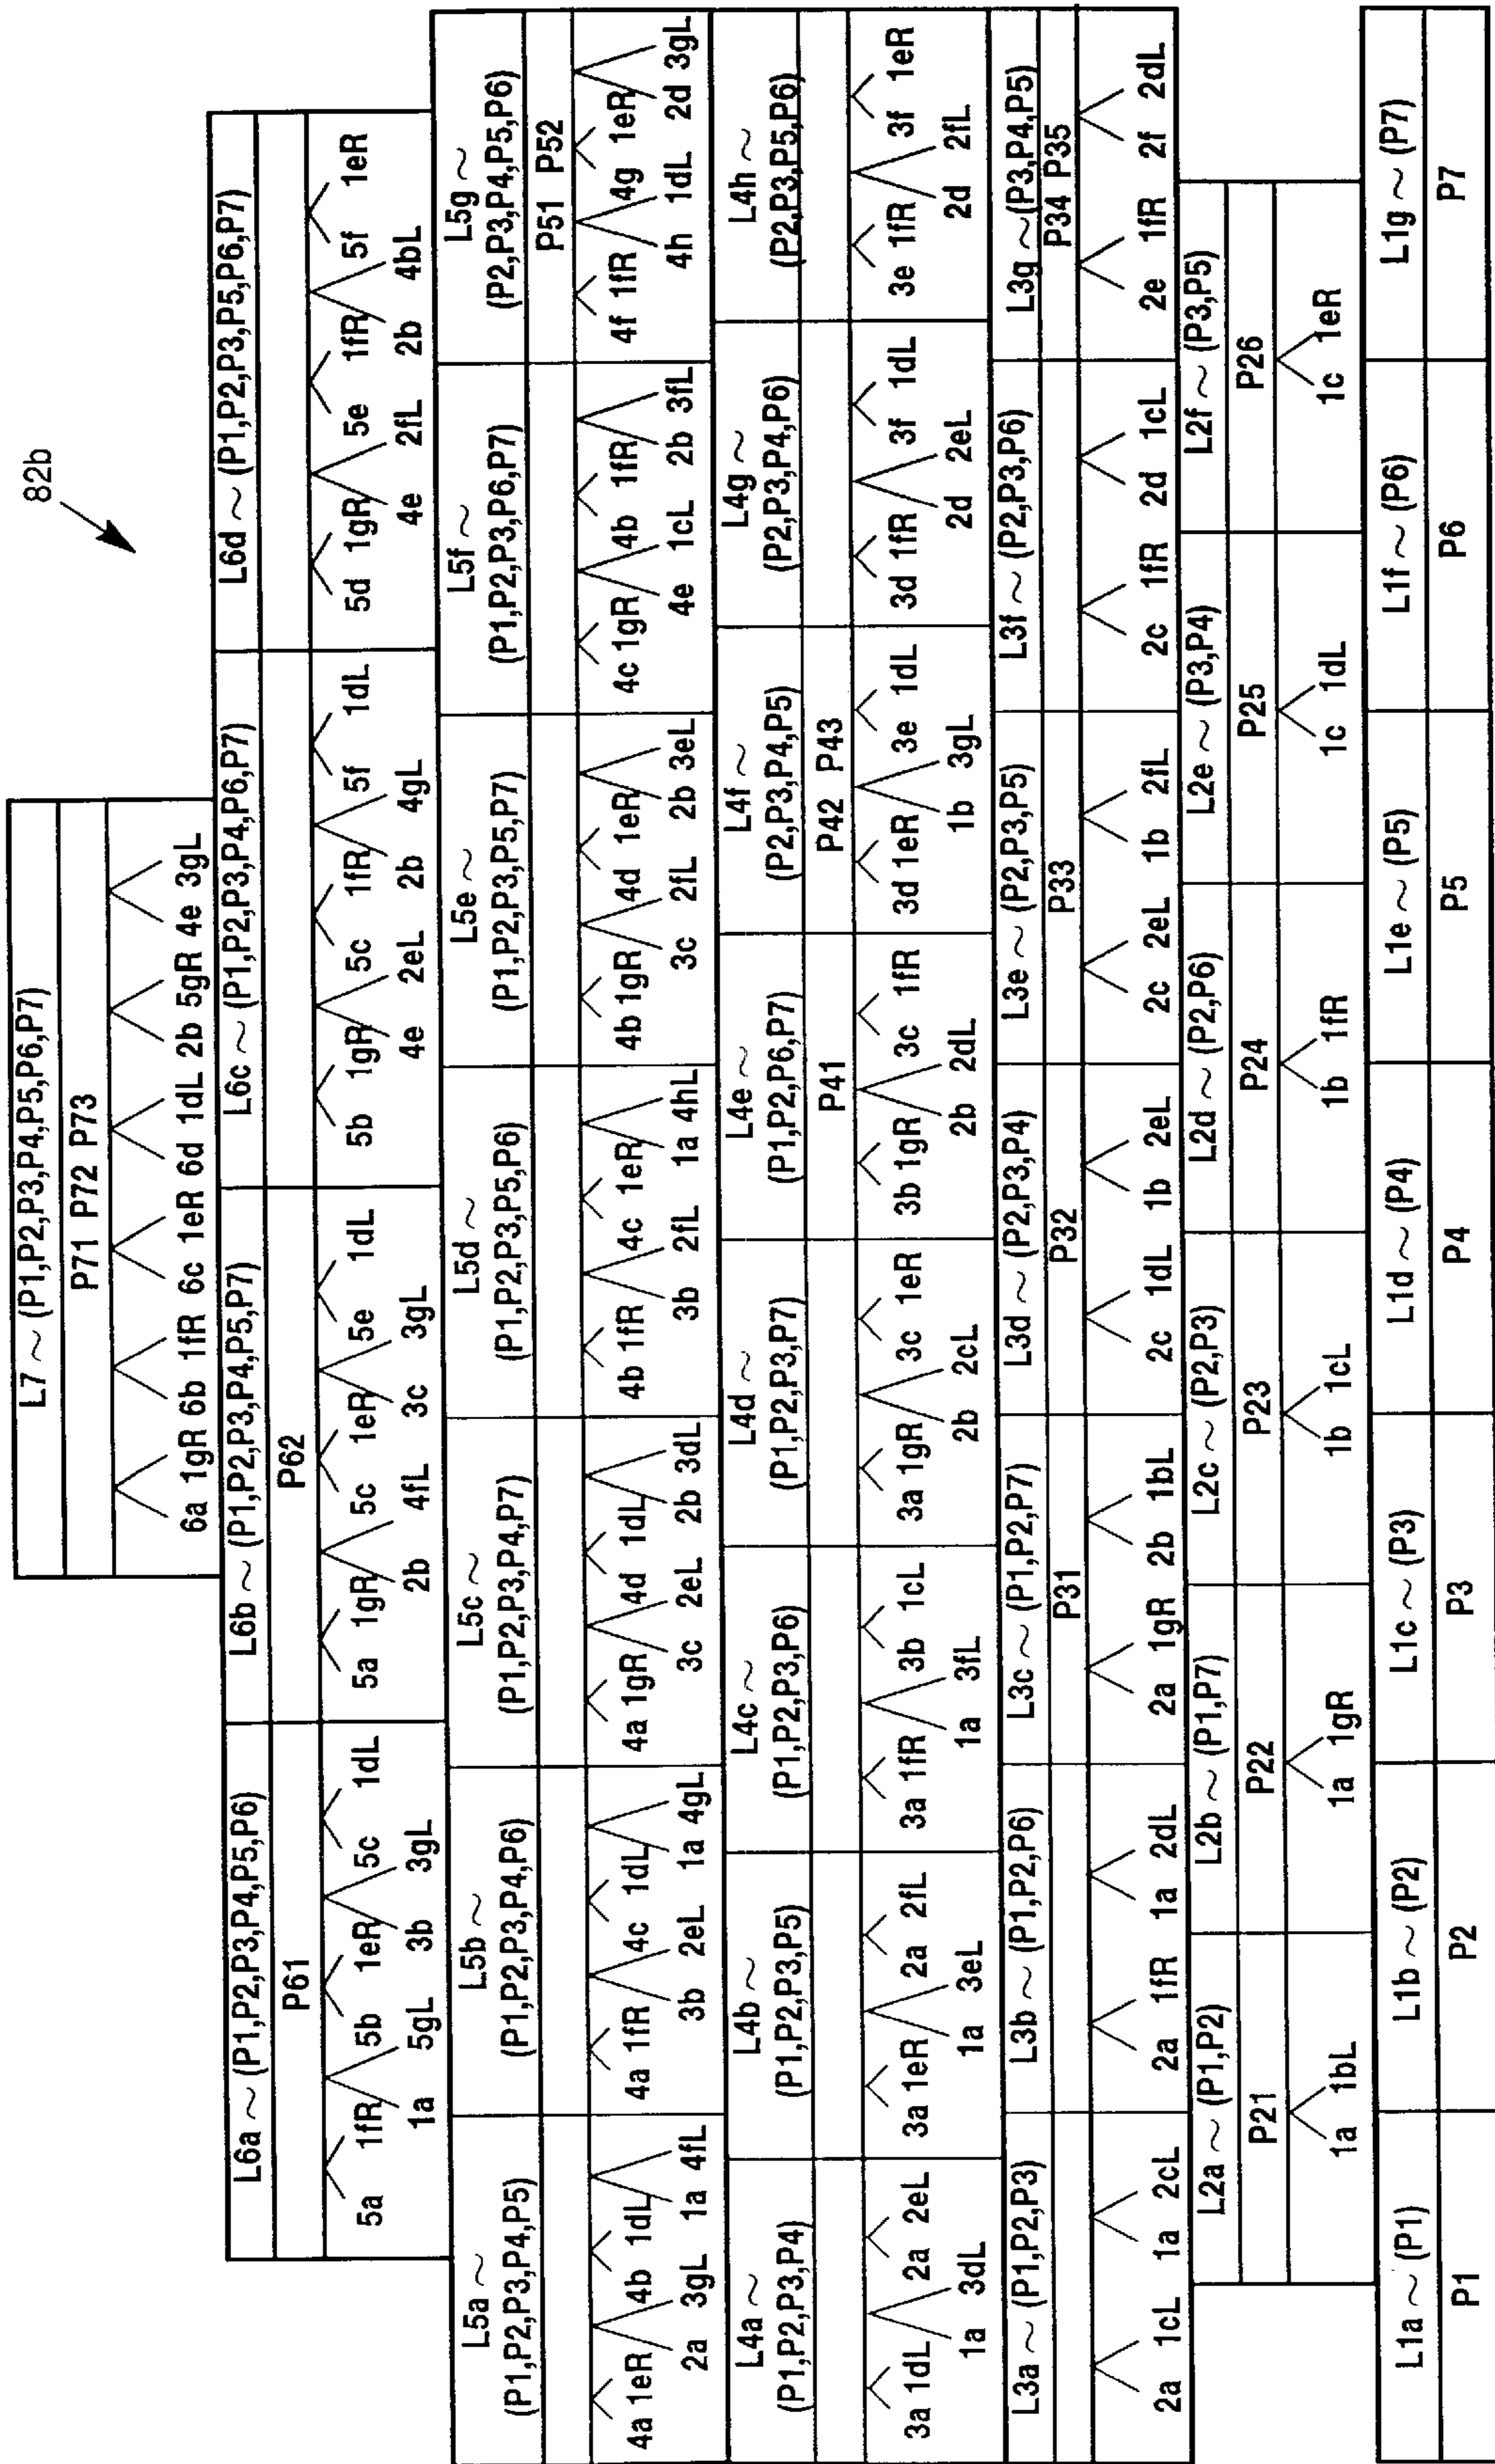 82b
L7 ~ (P1,P2,P3,P4,P5,P6,P7)
P71 P72 P73
6a 1gR 6b 1fR 6c 1eR 6d 1dL 2b 5gR 4e 3gL
L6a ~ (P1,P2,P3,P4,P5,P6)
P61
5a 1fR 5b 1eR 5c 1dL
1a 5gL 3b 3gL
L6b ~ (P1,P2,P3,P4,P5,P7)
P62
5a 1gR 5c 1eR 5e 1dL
2b 4fL 3c 3gL
L6c ~ (P1,P2,P3,P4,P6,P7)
5b 1gR 5c 1fR 5f 1dL
4e 2eL 2b 4gL
L6d ~ (P1,P2,P3,P5,P6,P7)
5d 1gR 5e 1fR 5f 1eR
4e 2fL 2b 4bL
L5a ~
(P1,P2,P3,P4,P5)
4a 1eR 4b 1dL
2a 3gL 1a 4fL
L5b ~
(P1,P2,P3,P4,P6)
4a 1fR 4c 1dL
3b 2eL 1a 4gL
L5c ~
(P1,P2,P3,P4,P7)
4a 1gR 4d 1dL
3c 2eL 2b 3dL
L5d ~
(P1,P2,P3,P5,P6)
4b 1fR 4c 1eR
3b 2fL 1a 4hL
L5e ~
(P1,P2,P3,P5,P7)
4b 1gR 4d 1eR
3c 2fL 2b 3eL
L5f ~
(P1,P2,P3,P6,P7)
4c 1gR 4b 1fR
4e 1cL 2b 3fL
L5g ~
(P2,P3,P4,P5,P6)
P51 P52
4f 1fR 4g 1eR
4h 1dL 2d 3gL
L4a ~
(P1,P2,P3,P4)
3a 1dL 2a 2eL
1a 3dL
L4b ~
(P1,P2,P3,P5)
3a 1eR 2a 2fL
1a 3eL
L4c ~
(P1,P2,P3,P6)
3a 1fR 3b 1cL
1a 3fL
L4d ~
(P1,P2,P3,P7)
3a 1gR 3c 1eR
2b 2cL
L4e ~
(P1,P2,P6,P7)
P41
3b 1gR 3c 1fR
2b 2dL
L4f ~
(P2,P3,P4,P5)
P42 P43
3d 1eR 3e 1dL
1b 3gL
L4g ~
(P2,P3,P4,P6)
3d 1fR 3f 1dL
2d 2eL
L4h ~
(P2,P3,P5,P6)
3e 1fR 3f 1eR
2d 2fL
L3a ~ (P1,P2,P3)
2a 1cL 1a 2cL
L3b ~ (P1,P2,P6)
2a 1fR 1a 2dL
L3c ~ (P1,P2,P7)
P31
2a 1gR 2b 1bL
L3d ~ (P2,P3,P4)
P32
2c 1dL 1b 2eL
L3e ~ (P2,P3,P5)
P33
2c 2eL 1b 2fL
L3f ~ (P2,P3,P6)
2c 1fR 2d 1cL
L3g ~ (P3,P4,P5)
P34 P35
2e 1fR 2f 2dL
L2a ~ (P1,P2)
P21
1a 1bL
L2b ~ (P1,P7)
P22
1a 1gR
L2c ~ (P2,P3)
P23
1b 1cL
L2d ~ (P2,P6)
P24
1b 1fR
L2e ~ (P3,P4)
P25
1c 1dL
L2f ~ (P3,P5)
P26
1c 1eR
L1a ~ (P1)
P1
L1b ~ (P2)
P2
L1c ~ (P3)
P3
L1d ~ (P4)
P4
L1e ~ (P5)
P5
L1f ~ (P6)
P6
L1g ~ (P7)
P7